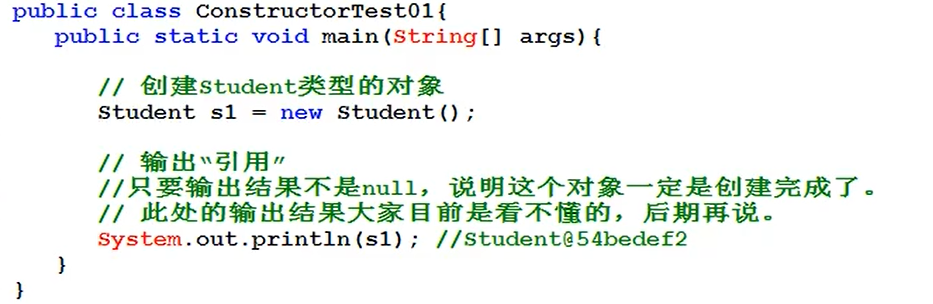 public class ConstructorTest01{
public static void main(String[] args){
// 创建Student类型的对象
Student s1 = new Student();
// 输出“引用”
//只要输出结果不是null，说明这个对象一定是创建完成了。
// 此处的输出结果大家目前是看不懂的，后期再说。
System.out.println(s1); //Student@54bedef2
}
}